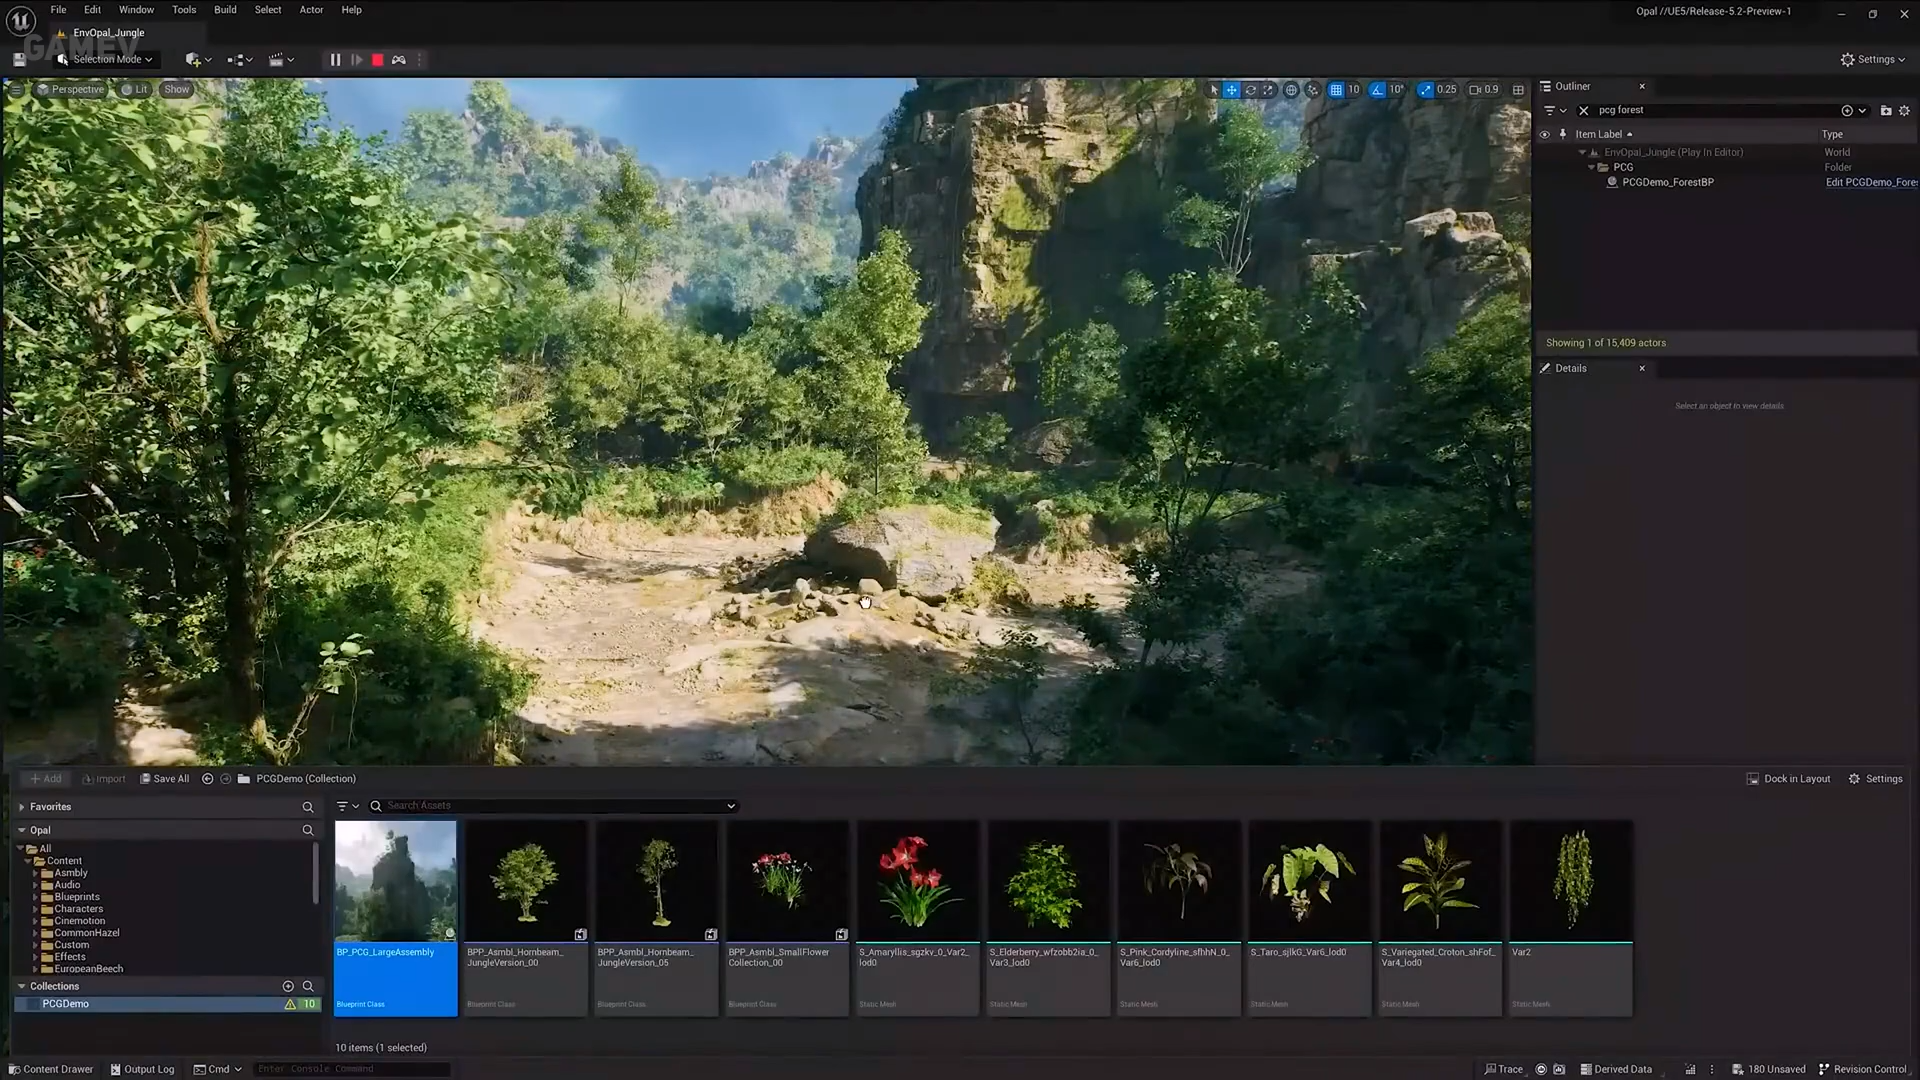 File Edit Window Tools Build Select Actor Help
Opal //UE5/Release-5.2-Preview-1
EnvOpal_Jungle
GAMEV
Selection Mode
Settings
Perspective Lit Show
10 10° 0.25 0.9
Outliner
pcg forest
Item Label Type
EnvOpal_Jungle (Play In Editor) World
PCG Folder
PCGDemo_ForestBP Edit PCGDemo_Fores
Showing 1 of 15,409 actors
Details
Select an object to view details
Add Import Save All PCGDemo (Collection)
Dock in Layout Settings
Favorites
Search Assets
Opal
All
Content
Asmbly
Audio
Blueprints
Characters
Cinemotion
CommonHazel
Custom
Effects
EuropeanBeech
Collections
PCGDemo 10
BP_PCG_LargeAssembly
Blueprint Class
BPP_Asmbl_Hornbeam_
JungleVersion_00
Blueprint Class
BPP_Asmbl_Hornbeam_
JungleVersion_05
Blueprint Class
BPP_Asmbl_SmallFlower
Collection_00
Blueprint Class
S_Amaryllis_sgzkv_0_Var2_
lod0
Static Mesh
S_Elderberry_wfzobb2ia_0_
Var3_lod0
Static Mesh
S_Pink_Cordyline_sfhhN_0_
Var6_lod0
Static Mesh
S_Taro_sjlkG_Var6_lod0
Static Mesh
S_Variegated_Croton_shFof_
Var4_lod0
Static Mesh
Var2
Static Mesh
10 items (1 selected)
Content Drawer Output Log Cmd Enter Console Command
Trace Derived Data 180 Unsaved Revision Control